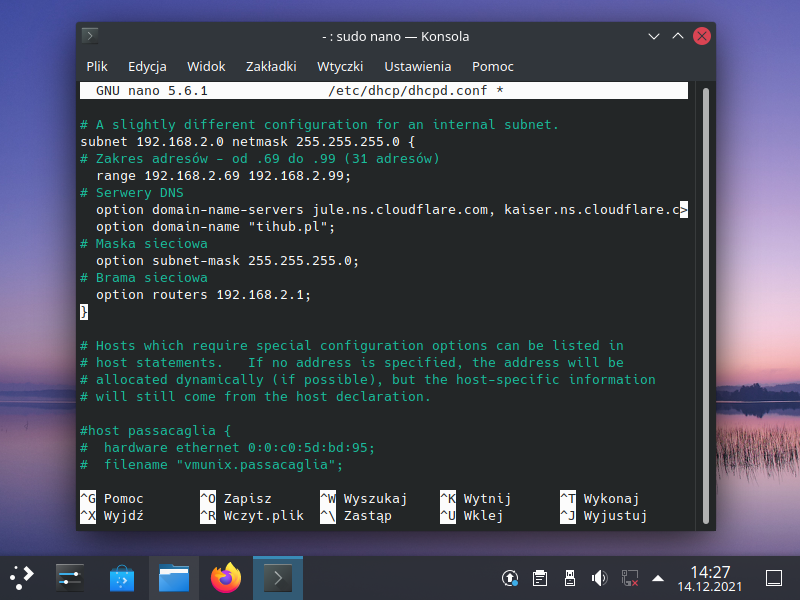 - : sudo nano — Konsola
Plik Edycja Widok Zakładki Wtyczki Ustawienia Pomoc
GNU nano 5.6.1 /etc/dhcp/dhcpd.conf *
# A slightly different configuration for an internal subnet.
subnet 192.168.2.0 netmask 255.255.255.0 {
# Zakres adresów - od .69 do .99 (31 adresów)
range 192.168.2.69 192.168.2.99;
# Serwery DNS
option domain-name-servers jule.ns.cloudflare.com, kaiser.ns.cloudflare.c>
option domain-name "tihub.pl";
# Maska sieciowa
option subnet-mask 255.255.255.0;
# Brama sieciowa
option routers 192.168.2.1;
}
# Hosts which require special configuration options can be listed in
# host statements.   If no address is specified, the address will be
# allocated dynamically (if possible), but the host-specific information
# will still come from the host declaration.
#host passacaglia {
#  hardware ethernet 0:0:c0:5d:bd:95;
#  filename "vmunix.passacaglia";
^G Pomoc ^O Zapisz ^W Wyszukaj ^K Wytnij ^T Wykonaj
^X Wyjdź ^R Wczyt.plik ^\ Zastąp ^U Wklej ^J Wyjustuj
14:27
14.12.2021